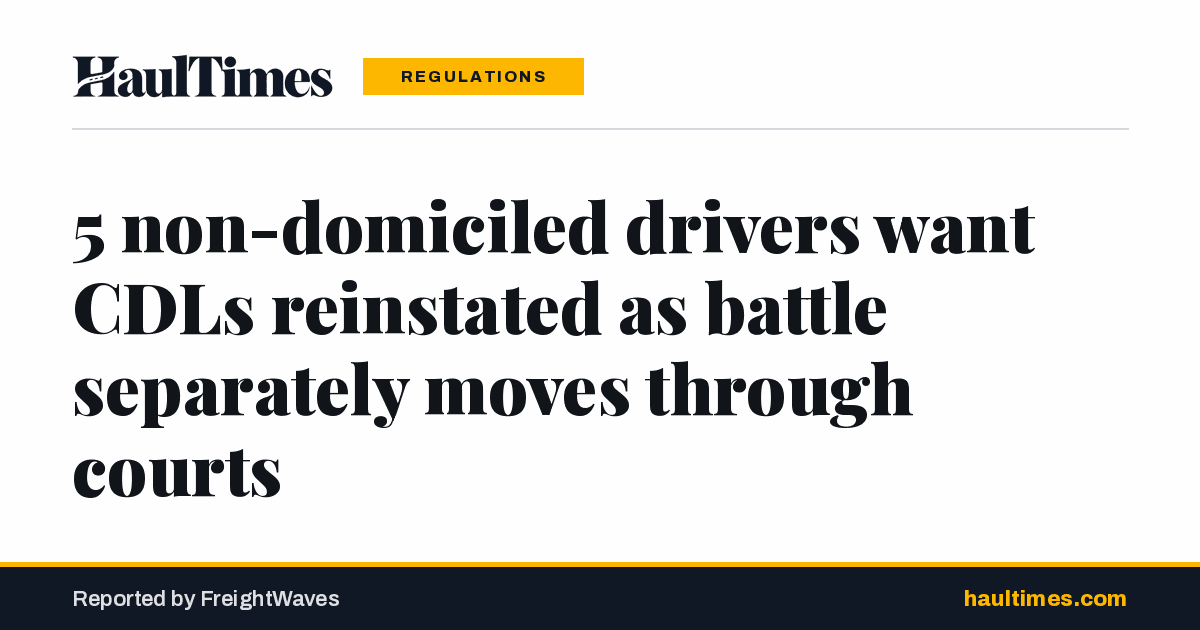 HaulTimes
REGULATIONS
5 non-domiciled drivers want
CDLs reinstated as battle
separately moves through
courts
Reported by FreightWaves
haultimes.com